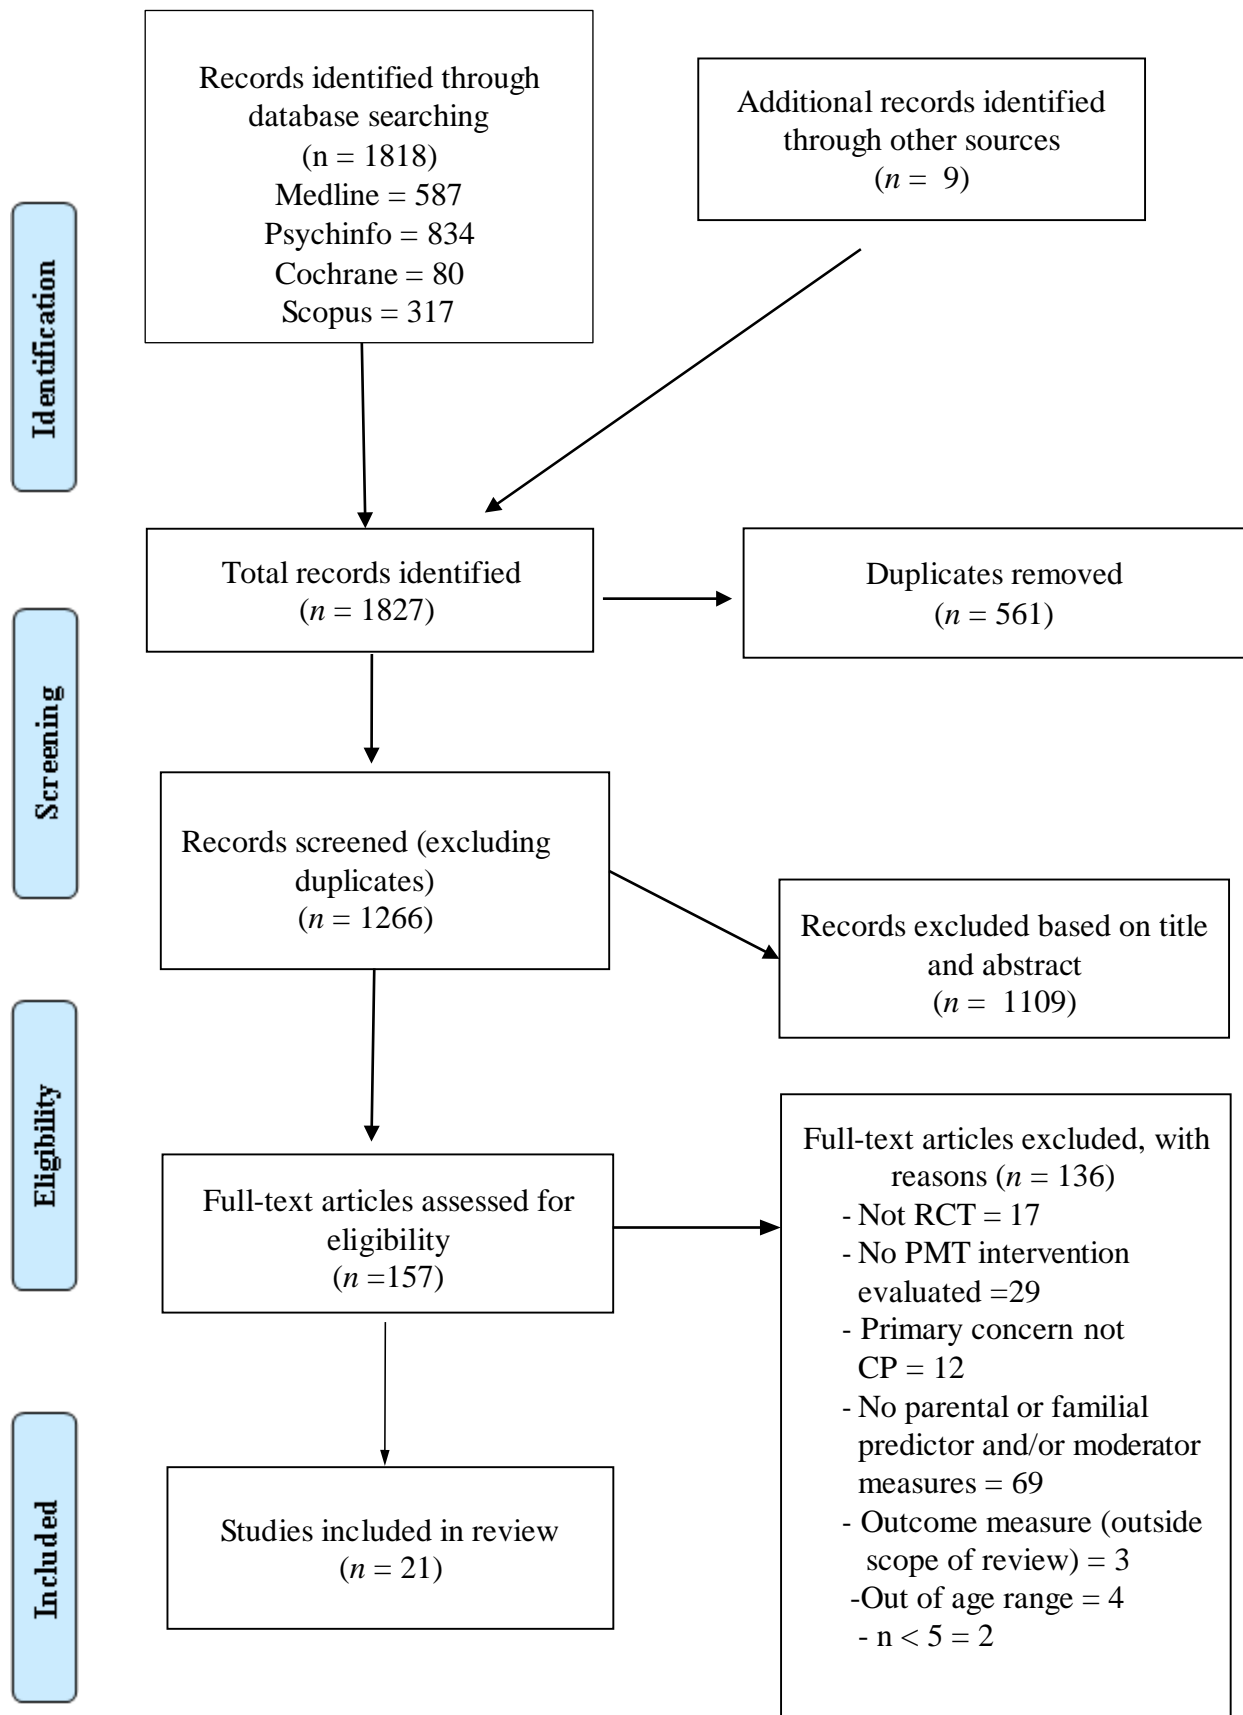 Records identified through
database searching
(n = 1818)
Medline = 587
Psychinfo = 834
Cochrane = 80
Scopus = 317
Additional records identified
through other sources
(n = 9)
Identification
Total records identified
(n = 1827)
Duplicates removed
(n = 561)
Screening
Records screened (excluding
duplicates)
(n = 1266)
Records excluded based on title
and abstract
(n = 1109)
Eligibility
Full-text articles assessed for
eligibility
(n =157)
Full-text articles excluded, with
reasons (n = 136)
- Not RCT = 17
- No PMT intervention
evaluated =29
- Primary concern not
CP = 12
- No parental or familial
predictor and/or moderator
measures = 69
- Outcome measure (outside
scope of review) = 3
-Out of age range = 4
- n < 5 = 2
Included
Studies included in review
(n = 21)